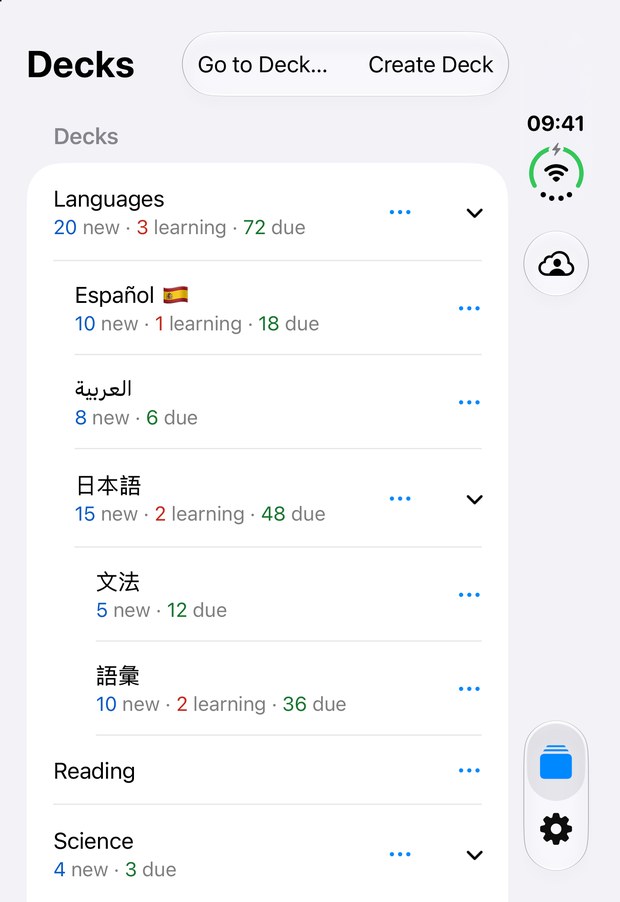 Decks
Go to Deck...
Create Deck
09:41
Decks
Languages
20 new · 3 learning · 72 due
Español 🇪🇸
10 new · 1 learning · 18 due
العربية
8 new · 6 due
日本語
15 new · 2 learning · 48 due
文法
5 new · 12 due
語彙
10 new · 2 learning · 36 due
Reading
Science
4 new · 3 due